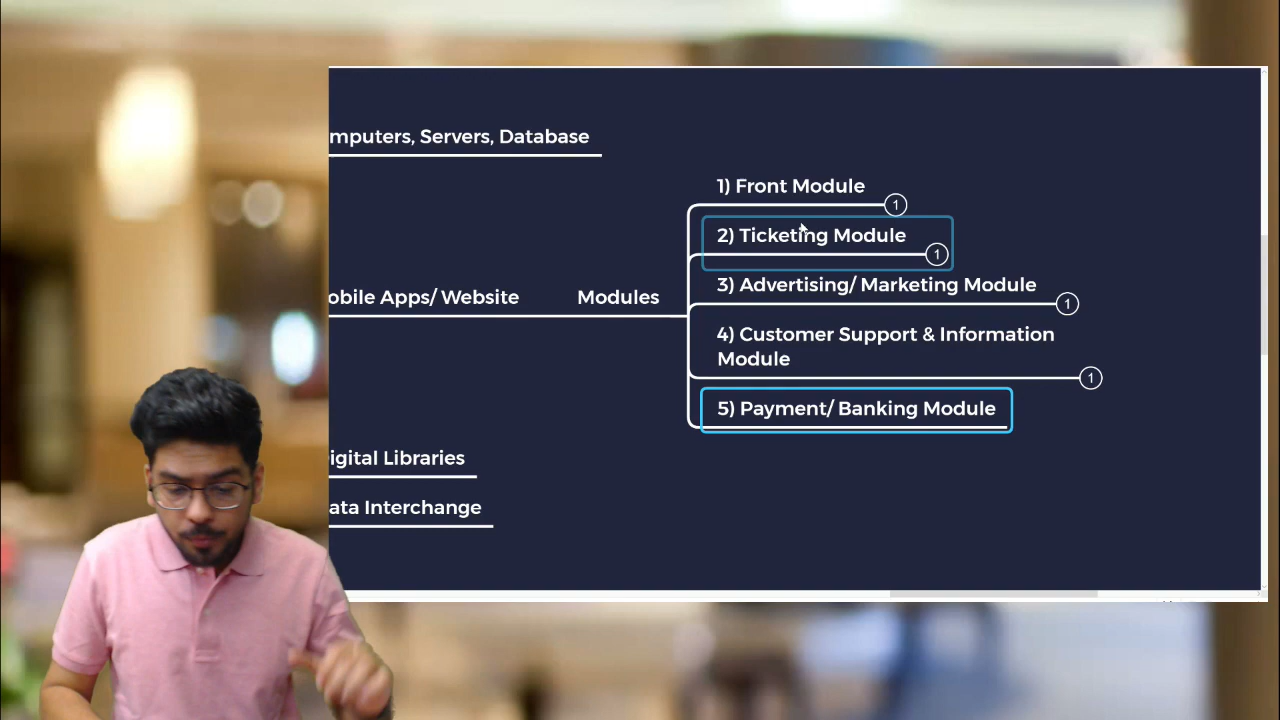 mputers, Servers, Database
1) Front Module
1
2) Ticketing Module
1
obile Apps/ Website
Modules
3) Advertising/ Marketing Module
1
4) Customer Support & Information
Module
1
5) Payment/ Banking Module
igital Libraries
ata Interchange